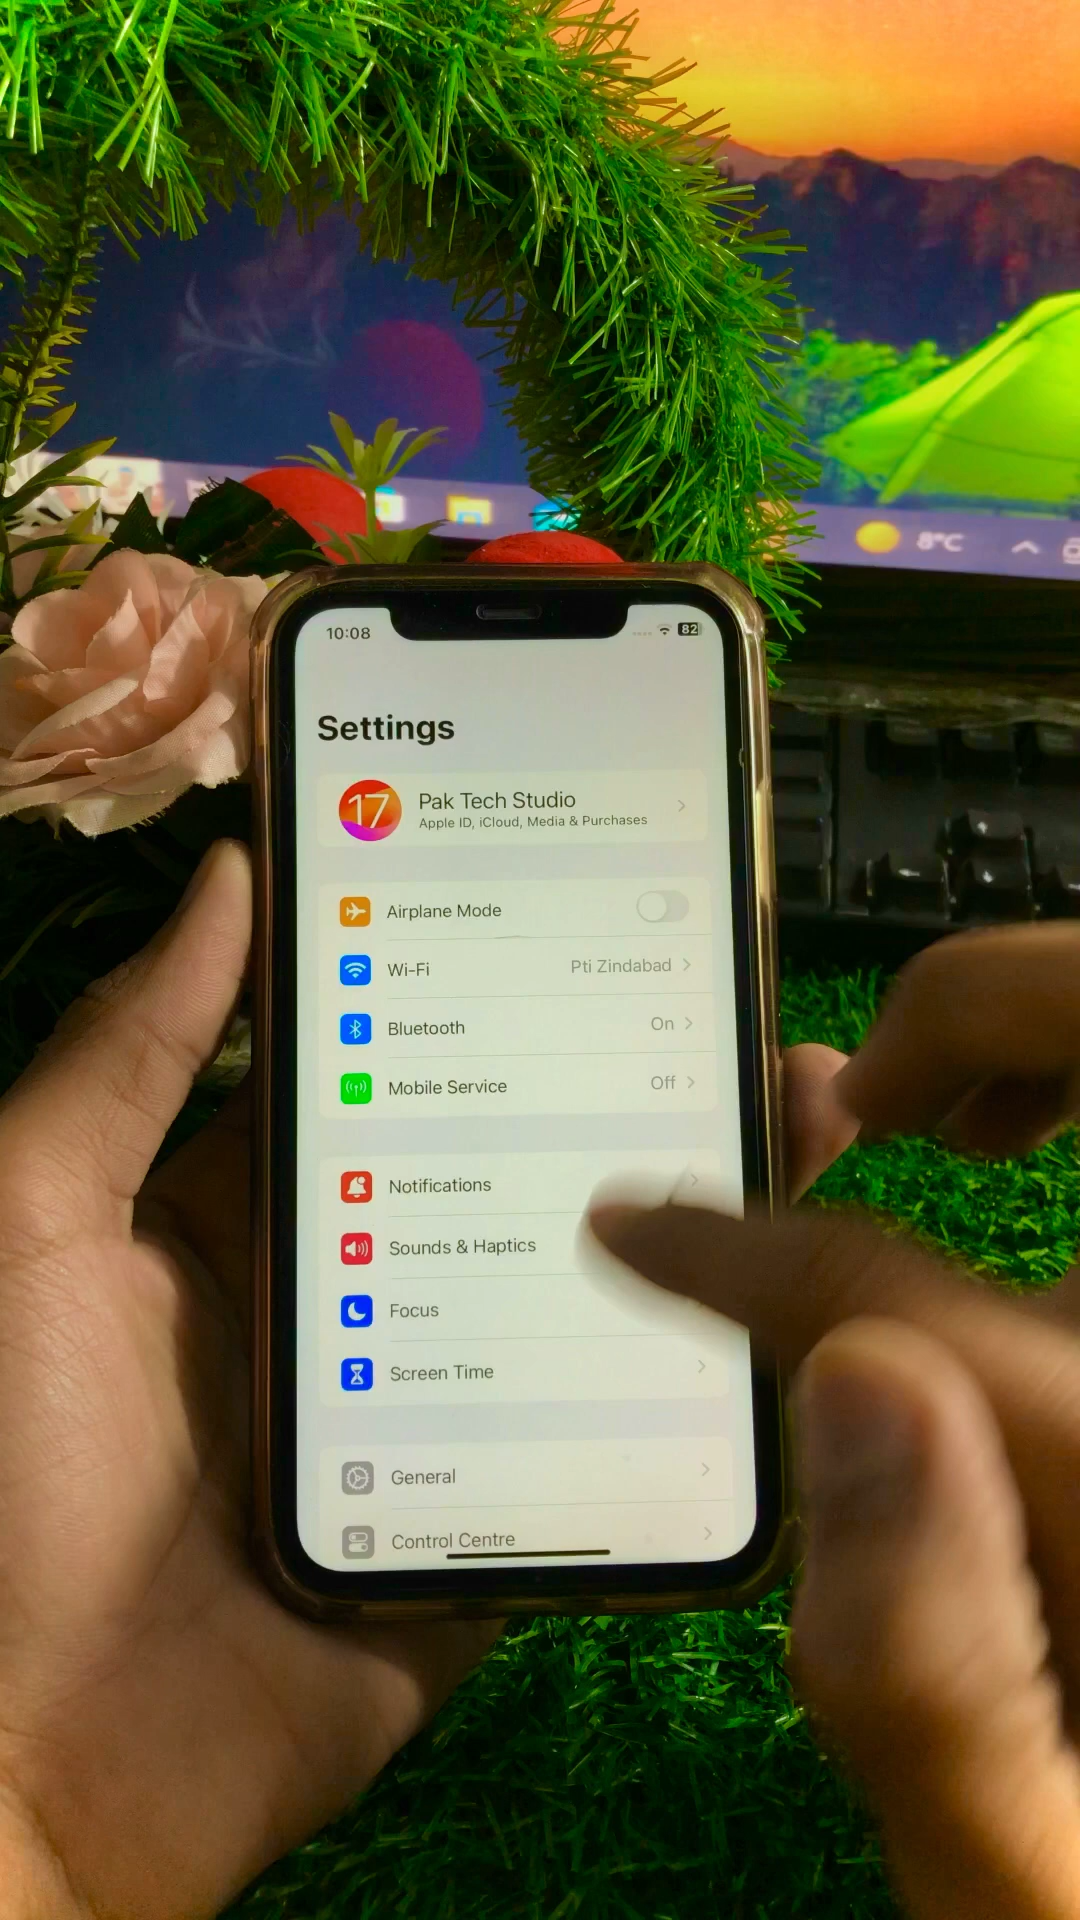 8°C
10:08
82
Settings
17
Pak Tech Studio
Apple ID, iCloud, Media & Purchases
Airplane Mode
Wi-Fi
Pti Zindabad
Bluetooth
On
Mobile Service
Off
Notifications
Sounds & Haptics
Focus
Screen Time
General
Control Centre